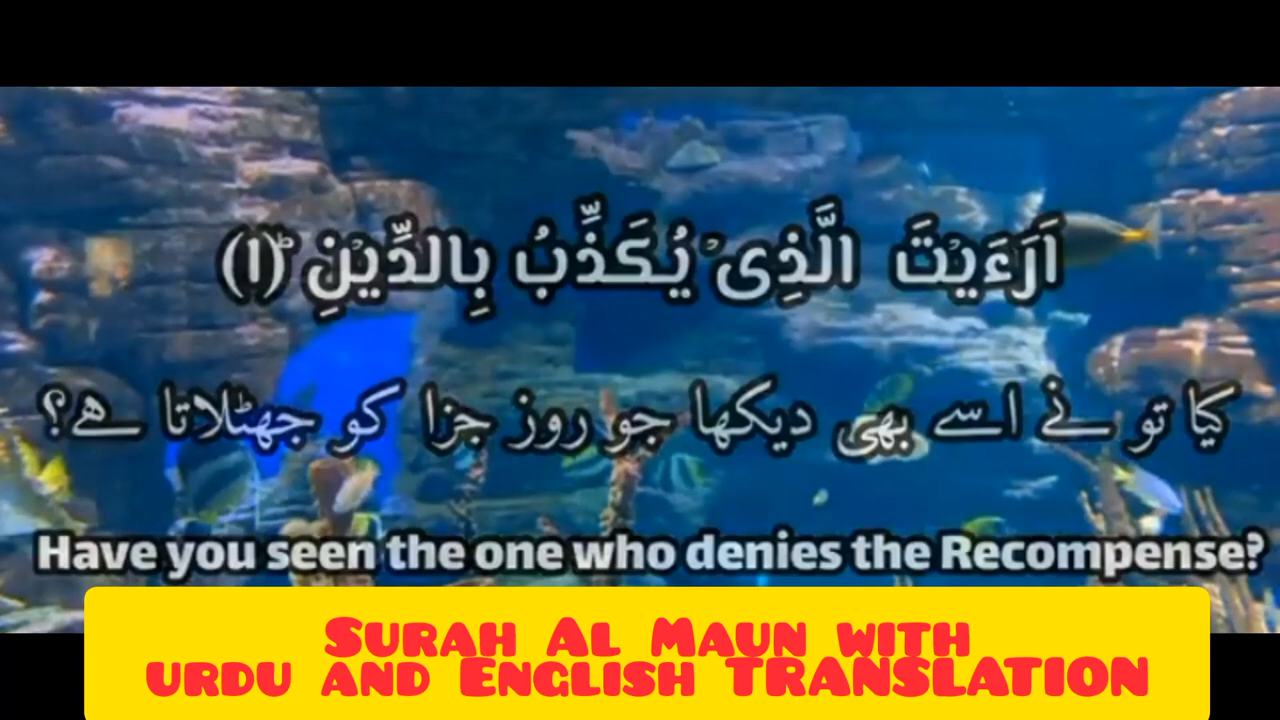 اَرَءَيۡتَ الَّذِىۡ يُكَذِّبُ بِالدِّيۡنِؕ‏ (۱)
کیا تو نے اسے بھی دیکھا جو روز جزا کو جھٹلاتا ہے؟
Have you seen the one who denies the Recompense?
Surah Al Maun with
urdu and English TRANSLATION